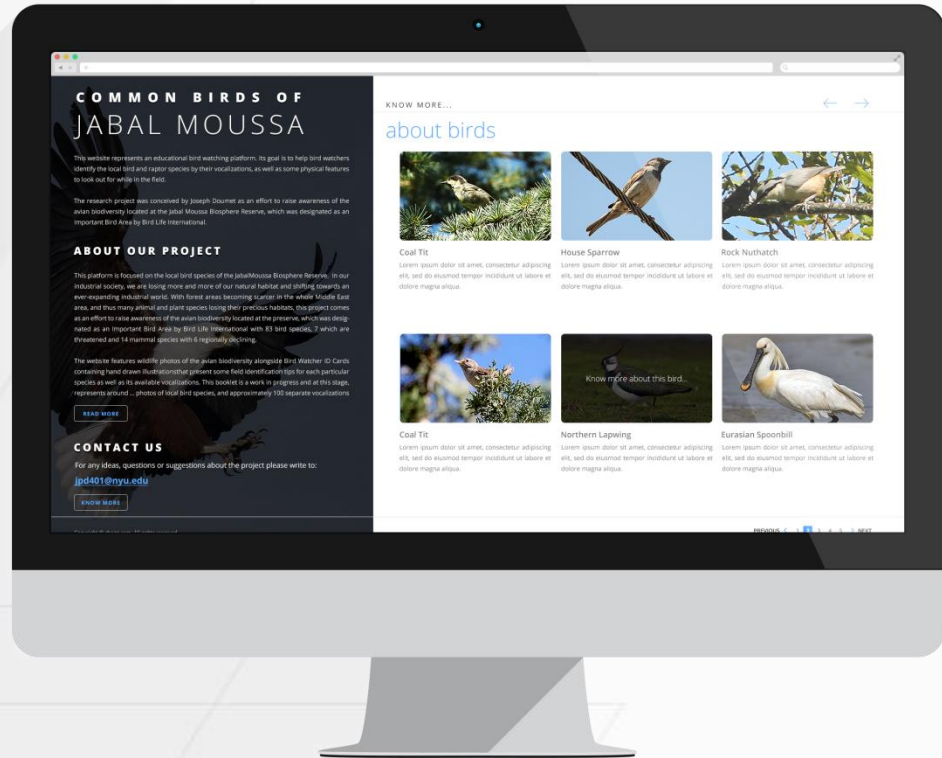 COMMON BIRDS OF
JABAL MOUSSA
This website represents an educational bird watching platform. Its goal is to help bird watchers
identify the local bird and raptor species by their vocalizations, as well as some physical features
to look out for while in the field.
The research project was conceived by Joseph Doumet as an effort to raise awareness of the
avian biodiversity located at the Jabal Moussa Biosphere Reserve, which was designated as an
Important Bird Area by Bird Life International.
ABOUT OUR PROJECT
This platform is focused on the local bird species of the JabalMoussa Biosphere Reserve. In our
industrial society, we are losing more and more of our natural habitat and shifting towards an
ever-expanding industrial world. With forest areas becoming scarcer in the whole Middle East
area, and thus many animal and plant species losing their precious habitats, this project comes
as an effort to raise awareness of the avian biodiversity located at the preserve, which was desig-
nated as an Important Bird Area by Bird Life International with 83 bird species, 7 which are
threatened and 14 mammal species with 6 regionally declining.
The website features wildlife photos of the avian biodiversity alongside Bird Watcher ID Cards
containing hand drawn illustrationsthat present some field identification tips for each particular
species as well as its available vocalizations. This booklet is a work in progress and at this stage,
represents around ... photos of local bird species, and approximately 100 separate vocalizations
READ MORE
CONTACT US
For any ideas, questions or suggestions about the project please write to:
jpd401@nyu.edu
KNOW MORE
KNOW MORE...
about birds
Coal Tit
Lorem ipsum dolor sit amet, consectetur adipiscing
elit, sed do eiusmod tempor incididunt ut labore et
dolore magna aliqua.
House Sparrow
Lorem ipsum dolor sit amet, consectetur adipiscing
elit, sed do eiusmod tempor incididunt ut labore et
dolore magna aliqua.
Rock Nuthatch
Lorem ipsum dolor sit amet, consectetur adipiscing
elit, sed do eiusmod tempor incididunt ut labore et
dolore magna aliqua.
Coal Tit
Lorem ipsum dolor sit amet, consectetur adipiscing
elit, sed do eiusmod tempor incididunt ut labore et
dolore magna aliqua.
Know more about this bird..
Northern Lapwing
Lorem ipsum dolor sit amet, consectetur adipiscing
elit, sed do eiusmod tempor incididunt ut labore et
dolore magna aliqua.
Eurasian Spoonbill
Lorem ipsum dolor sit amet, consectetur adipiscing
elit, sed do eiusmod tempor incididunt ut labore et
dolore magna aliqua.
PREVIOUS 1 2 3 4 5 NEXT